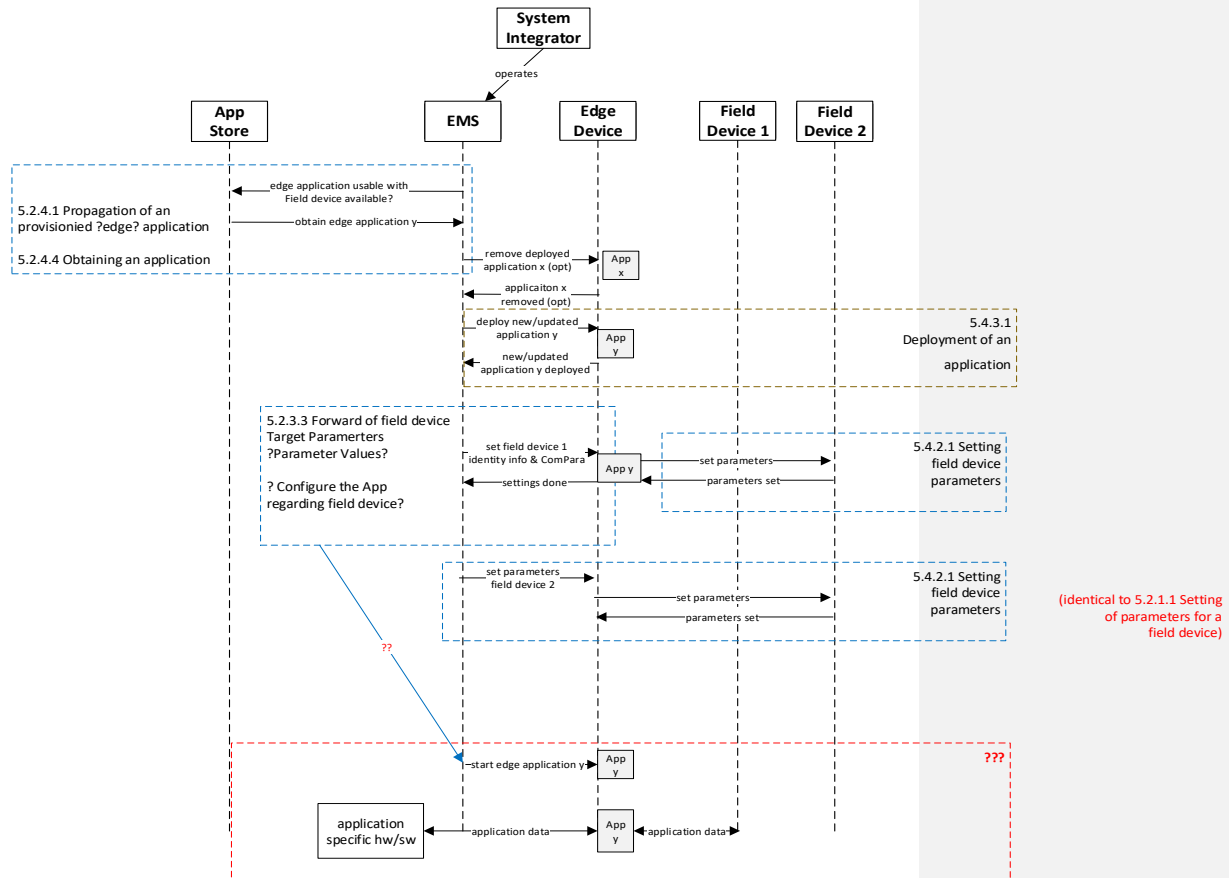 System
Integrator
operates
App
Store
EMS
Edge
Device
Field
Device 1
Field
Device 2
edge application usable with
Field device available?
5.2.4.1 Propagation of an
provisionied ?edge? application
obtain edge application y
5.2.4.4 Obtaining an application
remove deployed
application x (opt)
App
x
applicaiton x
removed (opt)
deploy new/updated
application y
App
y
new/updated
application y deployed
5.4.3.1
Deployment of an
application
5.2.3.3 Forward of field device
Target Paramerters
?Parameter Values?
? Configure the App
regarding field device?
set field device 1
identity info & ComPara
settings done
App y
set parameters
parameters set
5.4.2.1 Setting
field device
parameters
set parameters
field device 2
set parameters
parameters set
5.4.2.1 Setting
field device
parameters
(identical to 5.2.1.1 Setting
of parameters for a
field device)
??
???
start edge application y
App
y
application
specific hw/sw
application data
App
y
application data